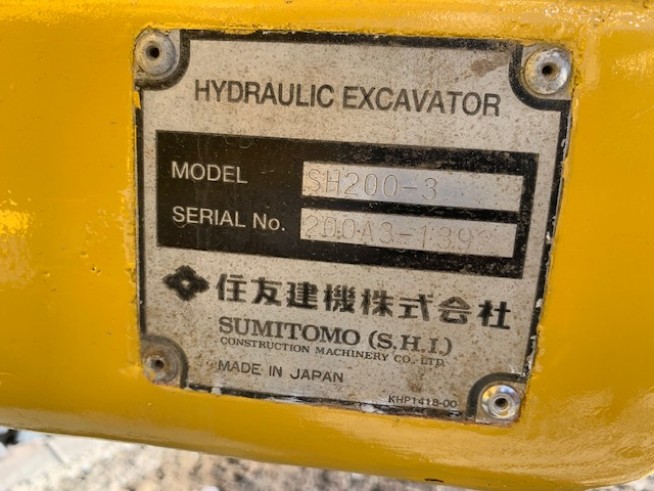 HYDRAULIC EXCAVATOR
MODEL SH200-3
SERIAL No.
住友建機株式会社
SUMITOMO (S.H.I.)
CONSTRUCTION MACHINERY CO., LTD.
MADE IN JAPAN
KHP1418-00